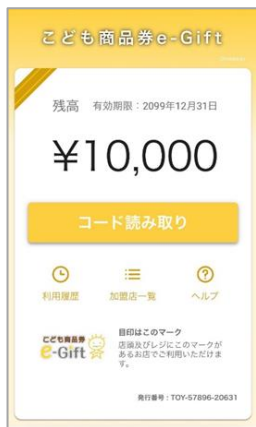 こども商品券e-Gift
残高 有効期限：2099年12月31日
¥10,000
コード読み取り
利用履歴 加盟店一覧 ヘルプ
こども商品券
e-Gift
目印はこのマーク
店頭及びレジにこのマークが
あるお店でご利用いただけま
す。
発行番号：TOY-57896-20631